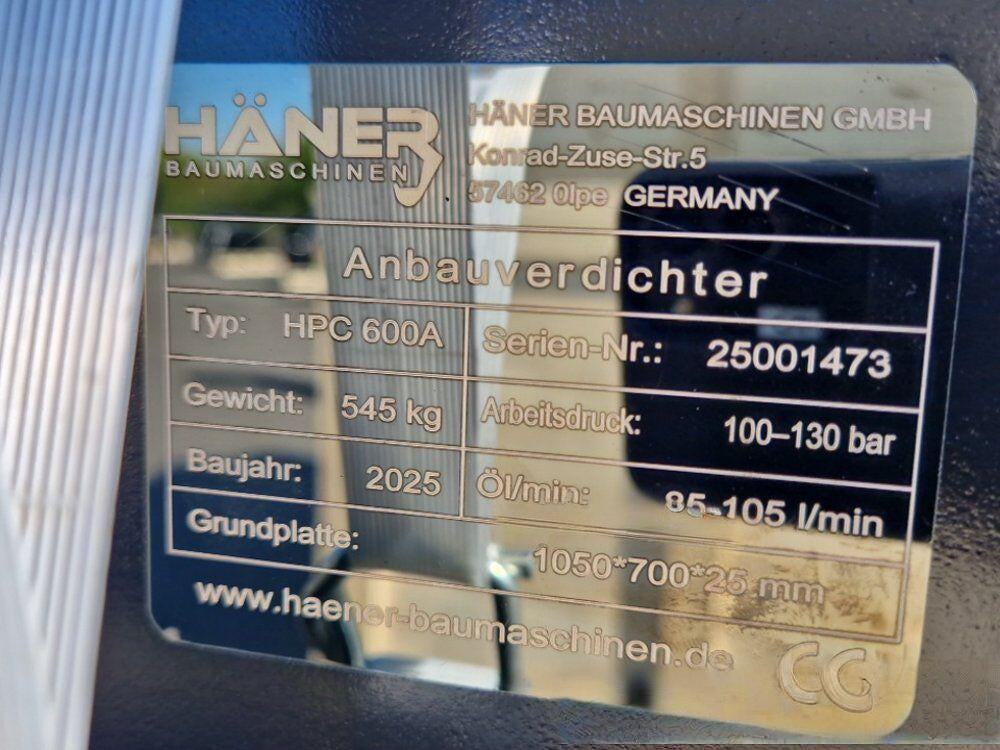 HÄNER
BAUMASCHINEN
HÄNER BAUMASCHINEN GMBH
Konrad-Zuse-Str.5
57462 Olpe GERMANY
Anbauverdichter
Typ: HPC 600A
Serien-Nr.: 25001473
Gewicht: 545 kg
Arbeitsdruck: 100–130 bar
Baujahr: 2025
Öl/min: 85-105 l/min
Grundplatte: 1050*700*25 mm
www.haener-baumaschinen.de
CG